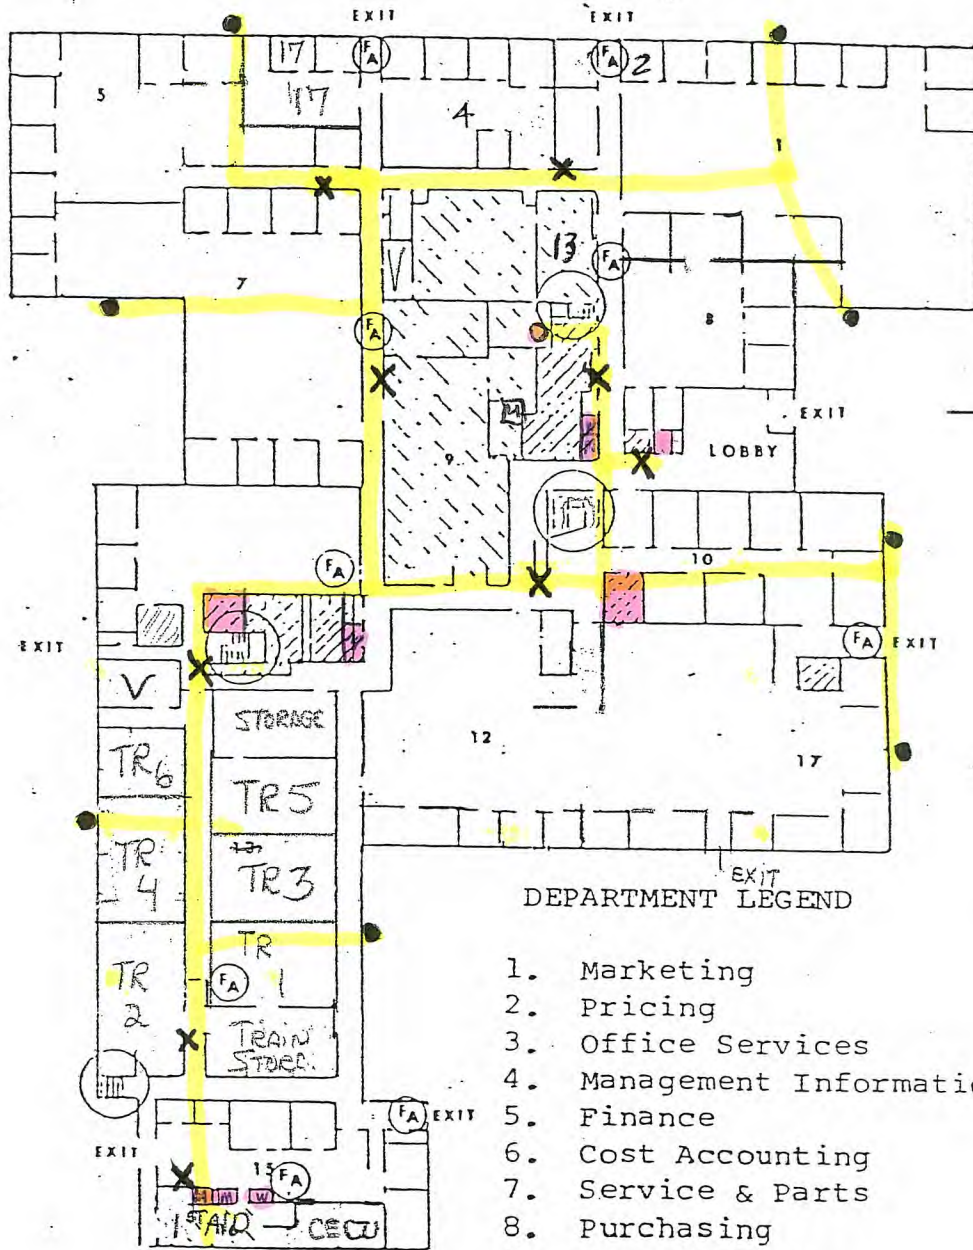 EXIT EXIT
17
FA FA 2
5 17 4
1
13
V FA
7
FA 8
EXIT
M
LOBBY
9
10
FA
FA EXIT
EXIT
V
STORAGE
12
17
TR6
TR5
TR 4
TR3
EXIT
DEPARTMENT LEGEND
TR 1
1. Marketing
FA
TR 2
2. Pricing
3. Office Services
TRAIN STORG.
4. Management Informatio
FA EXIT
5. Finance
EXIT
6. Cost Accounting
15 FA
H M W
7. Service & Parts
1ST AID CECU
8. Purchasing